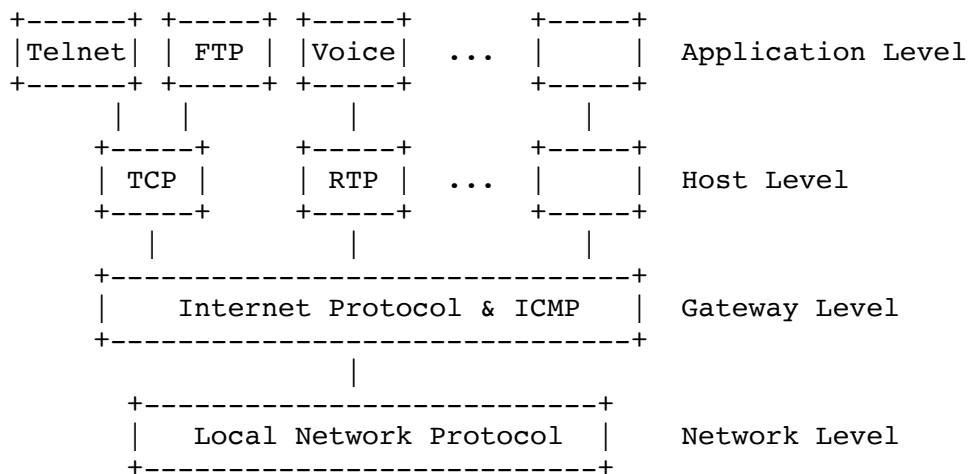 Telnet FTP Voice ... Application Level
TCP RTP ... Host Level
Internet Protocol & ICMP Gateway Level
Local Network Protocol Network Level